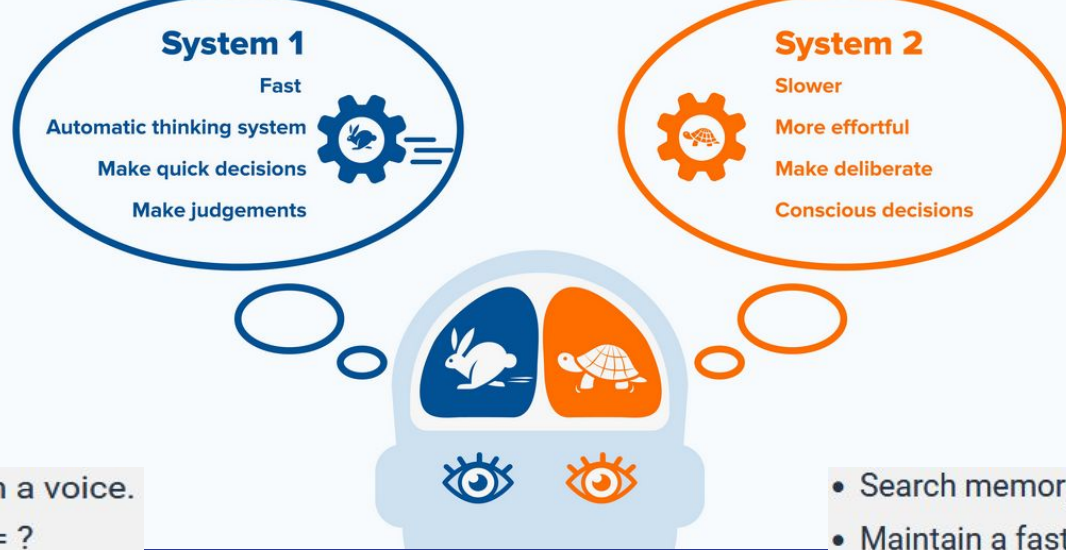 System 1
Fast
Automatic thinking system
Make quick decisions
Make judgements
System 2
Slower
More effortful
Make deliberate
Conscious decisions
a voice.
= ?
• Search memor
• Maintain a fast